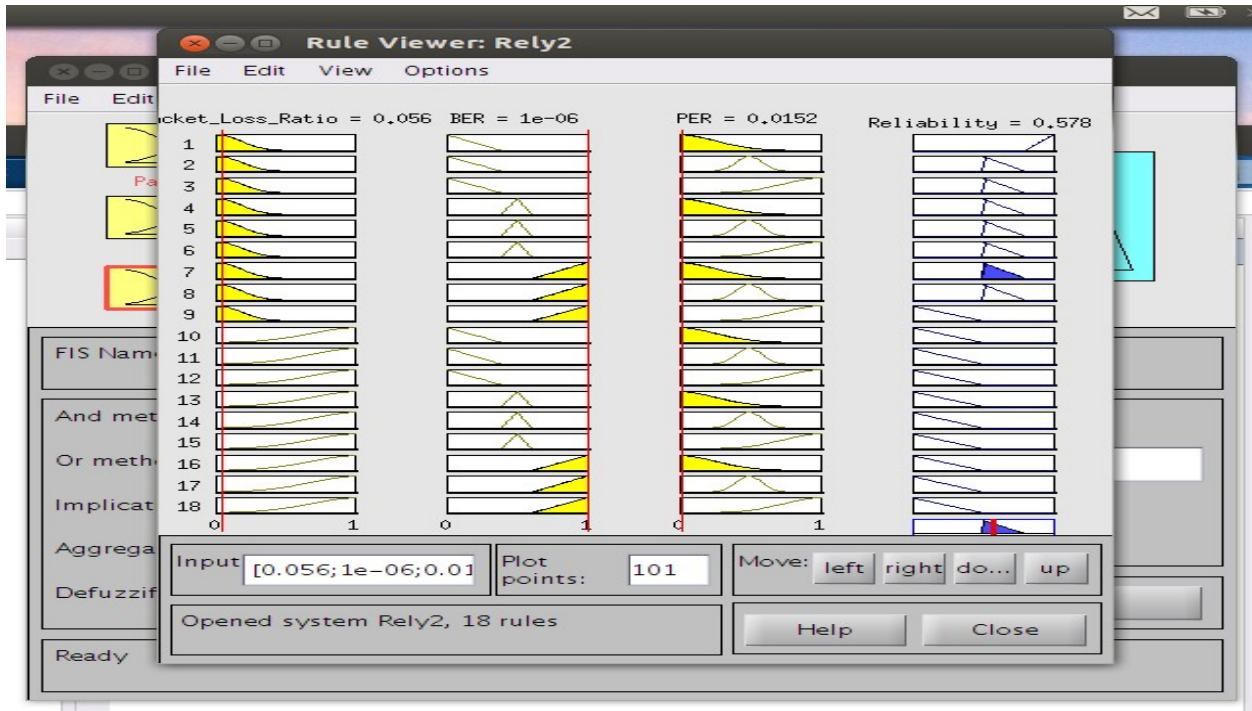 Rule Viewer: Rely2
File Edit View Options
File Edit
cket_Loss_Ratio = 0.056 BER = 1e-06 PER = 0.0152 Reliability = 0.578
1
2
3
4
5
6
7
8
9
10
11
12
13
14
15
16
17
18
0 1 0 1 0 1
Pa
FIS Nam
And met
Or meth
Implicat
Aggrega
Defuzzif
Ready
Input [0.056;1e-06;0.01 Plot points: 101 Move: left right do... up
Opened system Rely2, 18 rules Help Close